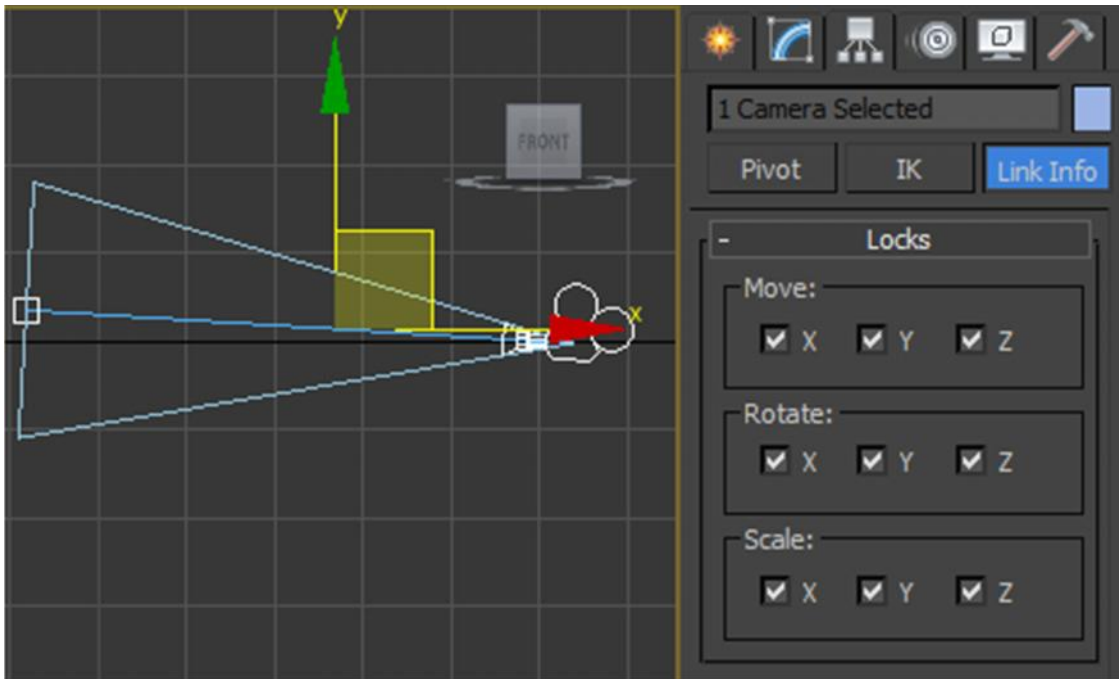 y
FRONT
x
1 Camera Selected
Pivot IK Link Info
- Locks
Move:
X Y Z
Rotate:
X Y Z
Scale:
X Y Z